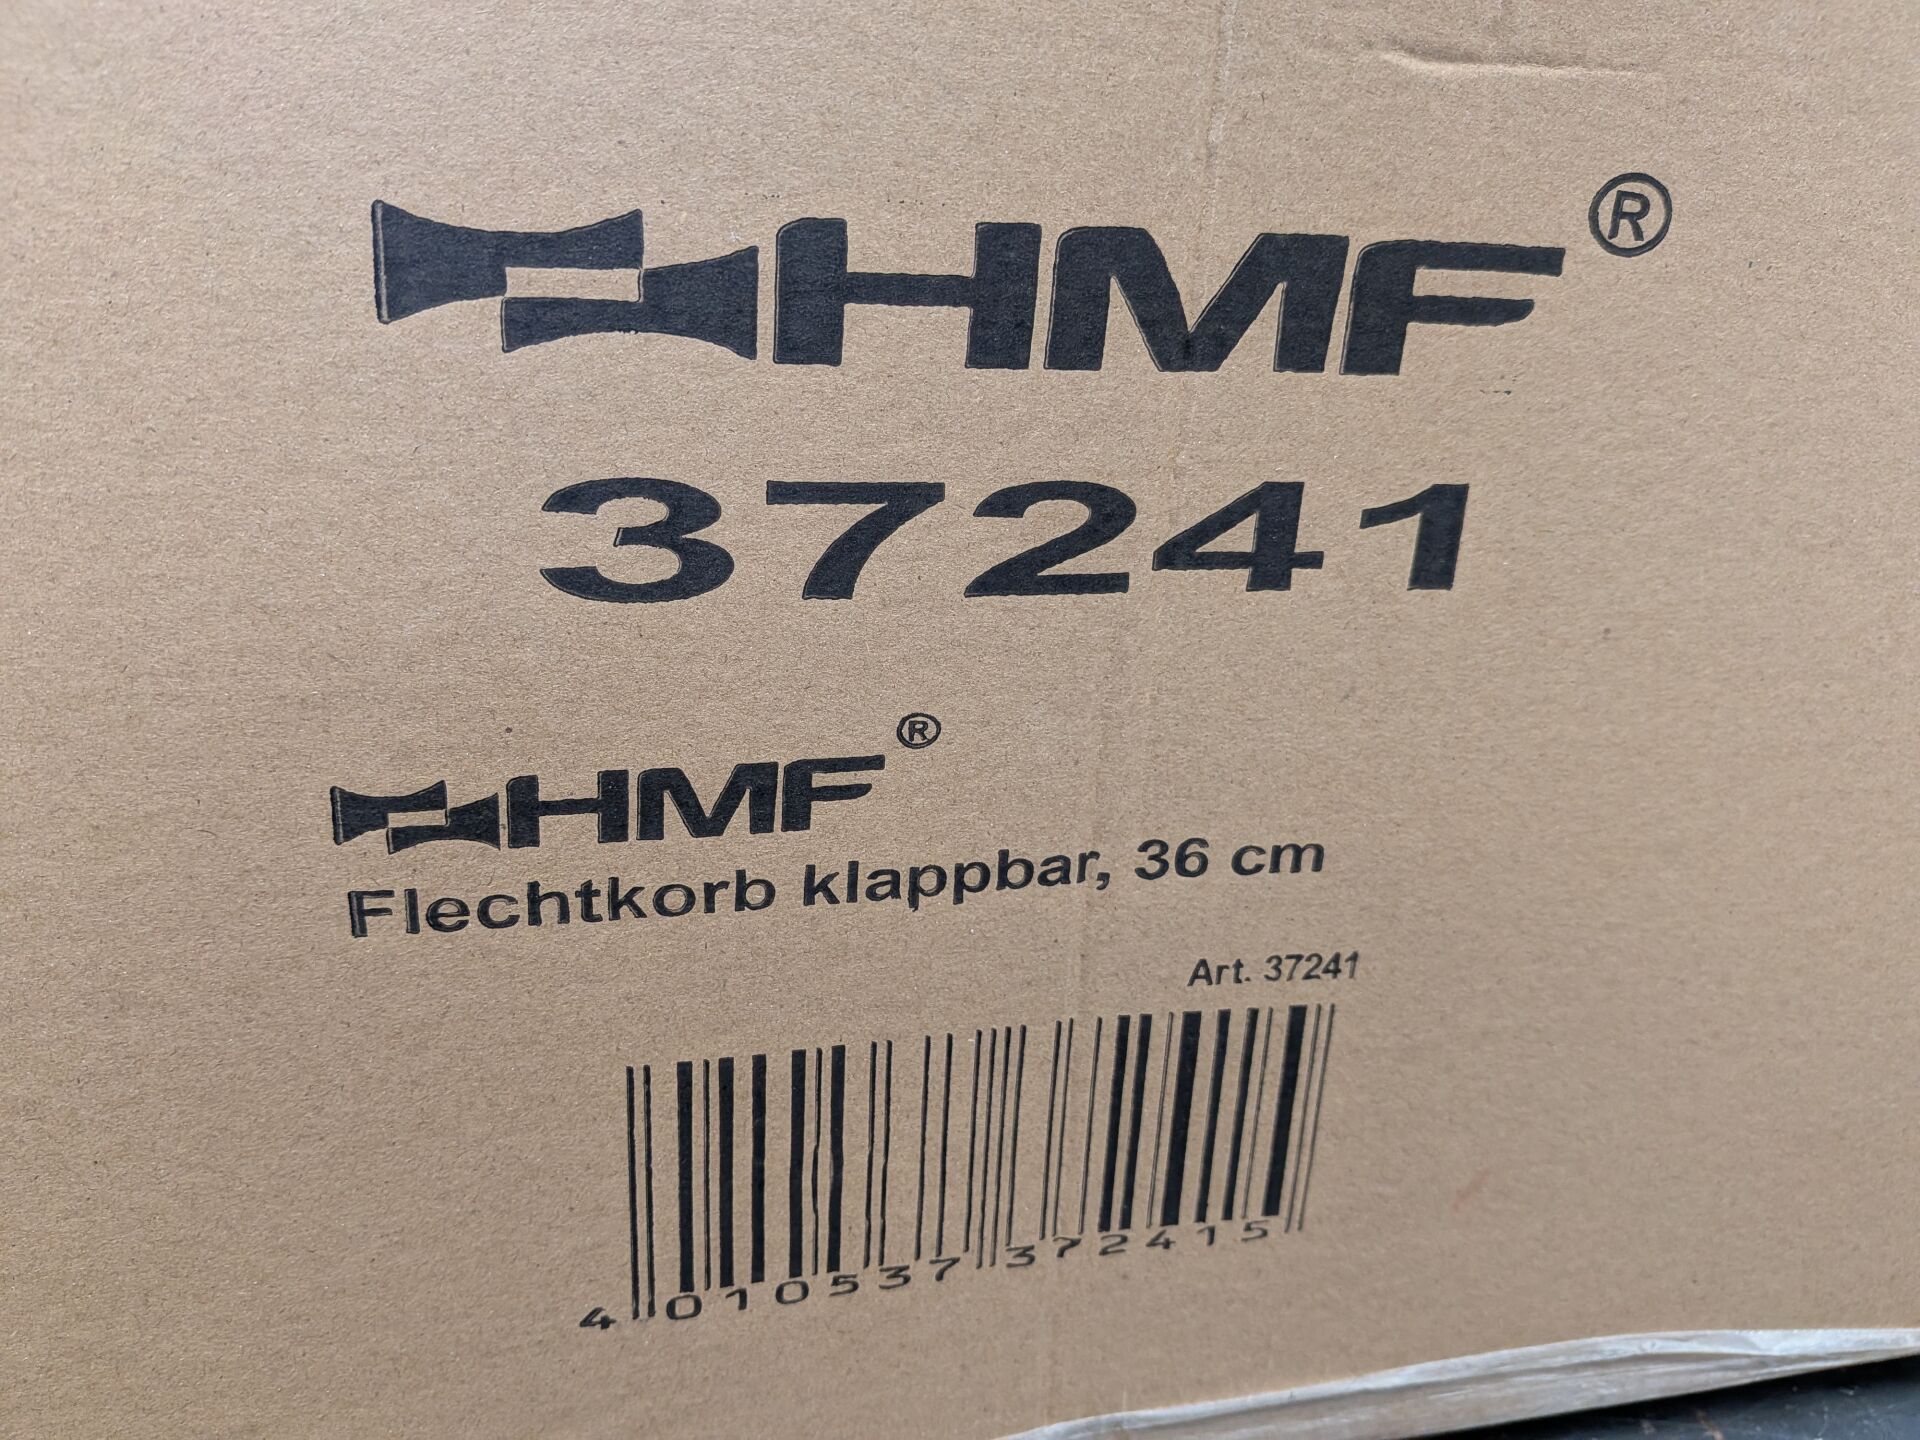 HMF®
37241
HMF®
Flechtkorb klappbar, 36 cm
Art. 37241
4 010537 372415